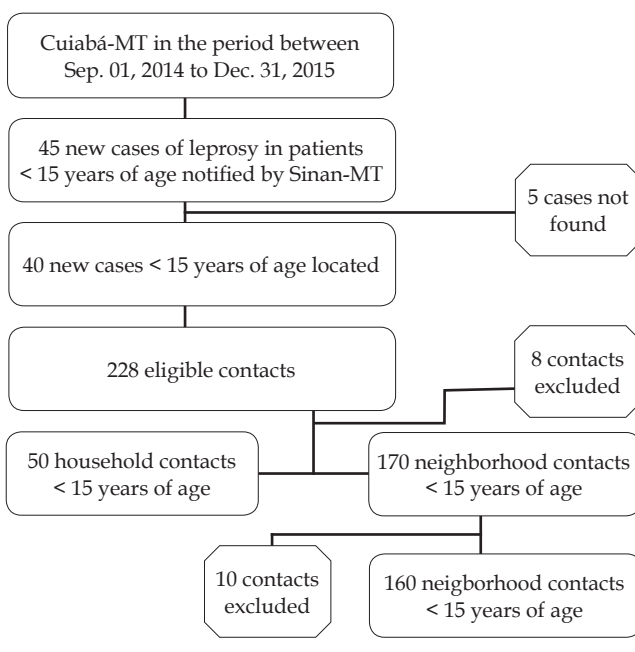 Cuiabá-MT in the period between
Sep. 01, 2014 to Dec. 31, 2015
45 new cases of leprosy in patients
< 15 years of age notified by Sinan-MT
5 cases not
found
40 new cases < 15 years of age located
228 eligible contacts
8 contacts
excluded
50 household contacts
< 15 years of age
170 neighborhood contacts
< 15 years of age
10 contacts
excluded
160 neigborhood contacts
< 15 years of age